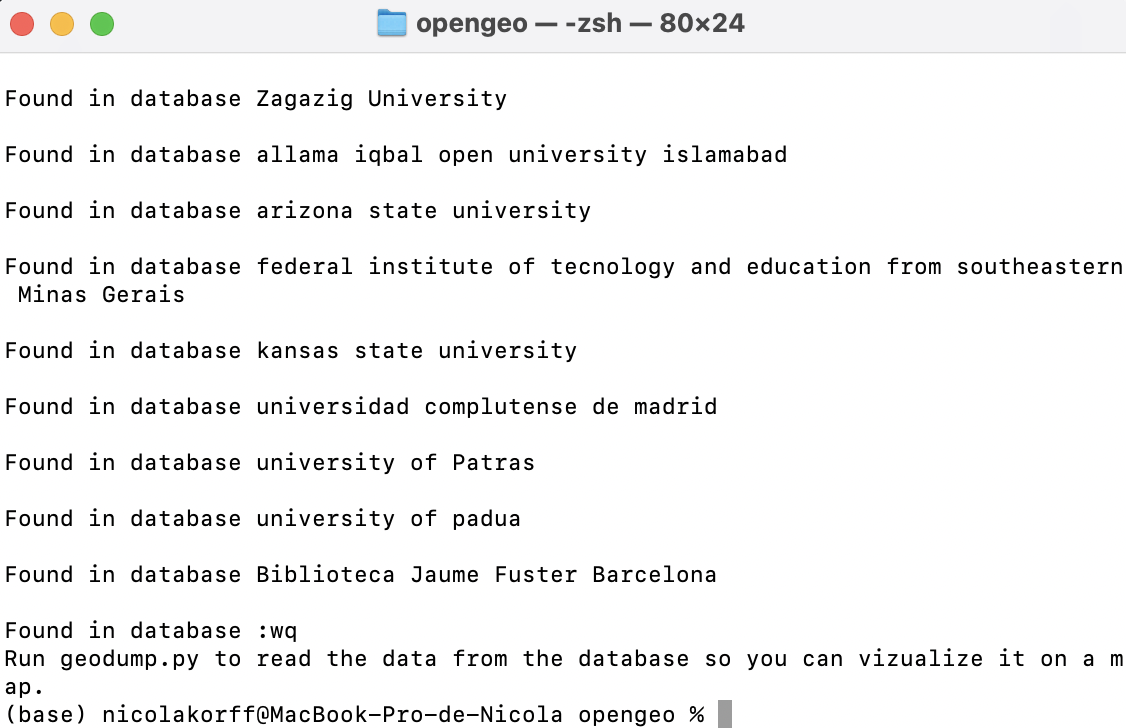 opengeo — -zsh — 80×24
Found in database Zagazig University
Found in database allama iqbal open university islamabad
Found in database arizona state university
Found in database federal institute of tecnology and education from southeastern
 Minas Gerais
Found in database kansas state university
Found in database universidad complutense de madrid
Found in database university of Patras
Found in database university of padua
Found in database Biblioteca Jaume Fuster Barcelona
Found in database :wq
Run geodump.py to read the data from the database so you can vizualize it on a m
ap.
(base) nicolakorff@MacBook-Pro-de-Nicola opengeo %